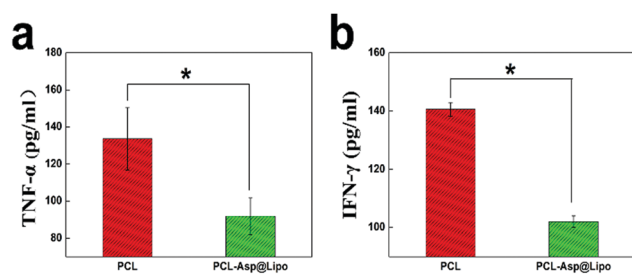 a
TNF-α (pg/ml)
160
140
120
100
80
*
PCL
PCL-Asp@Lipo
b
IFN-γ (pg/ml)
160
140
120
100
*
PCL
PCL-Asp@Lipo